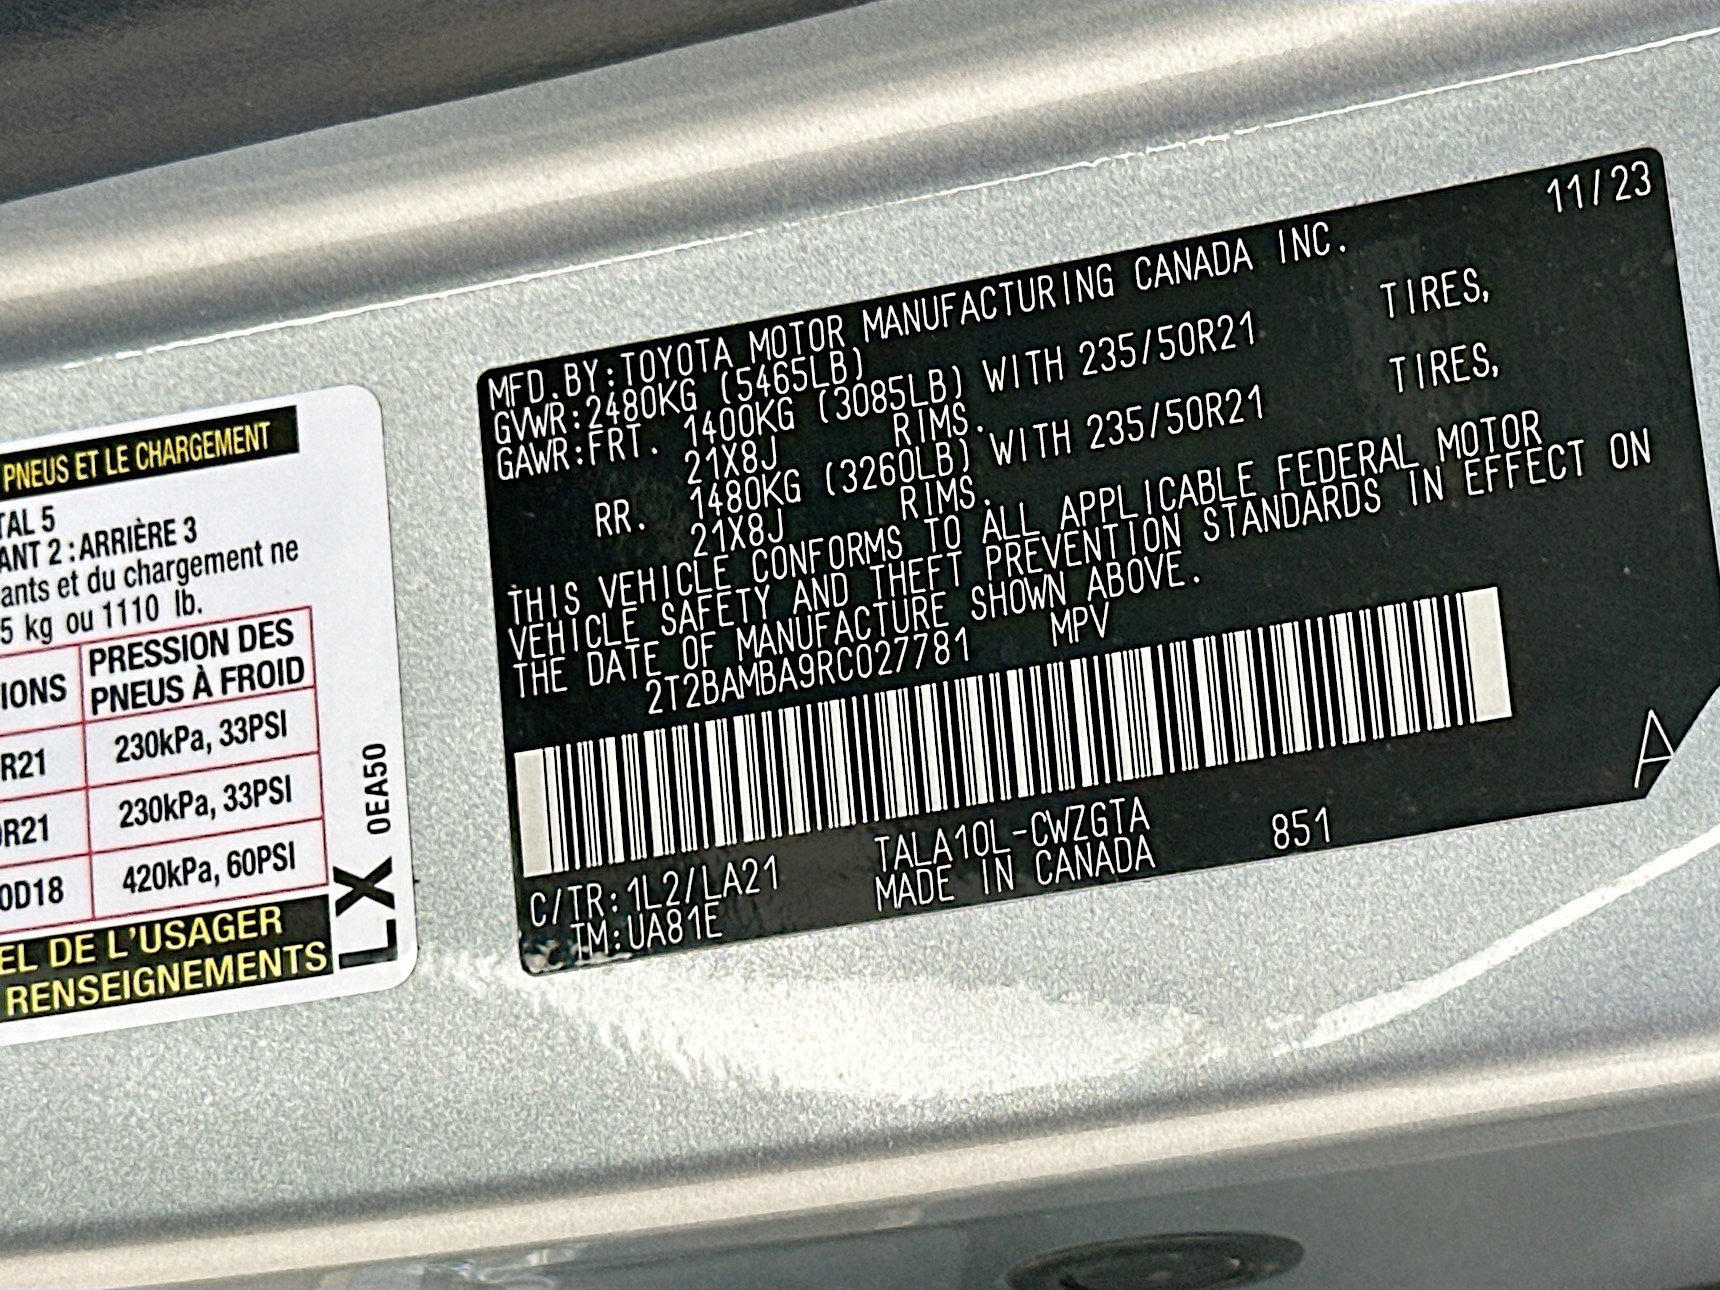 PNEUS ET LE CHARGEMENT
TAL 5
ANT 2 : ARRIÈRE 3
ants et du chargement ne
5 kg ou 1110 lb.
IONS
PRESSION DES
PNEUS À FROID
R21 230kPa, 33PSI
R21 230kPa, 33PSI
0D18 420kPa, 60PSI
EL DE L'USAGER
RENSEIGNEMENTS
LX 0EA50
11/23
MFD.BY:TOYOTA MOTOR MANUFACTURING CANADA INC.
GVWR:2480KG (5465LB)
GAWR:FRT. 1400KG (3085LB) WITH 235/50R21 TIRES,
21X8J RIMS.
RR. 1480KG (3260LB) WITH 235/50R21 TIRES,
21X8J RIMS.
THIS VEHICLE CONFORMS TO ALL APPLICABLE FEDERAL MOTOR
VEHICLE SAFETY AND THEFT PREVENTION STANDARDS IN EFFECT ON
THE DATE OF MANUFACTURE SHOWN ABOVE.
2T2BAMBA9RC027781 MPV
C/TR:1L2/LA21 TALA10L-CWZGTA 851
TM:UA81E MADE IN CANADA
A